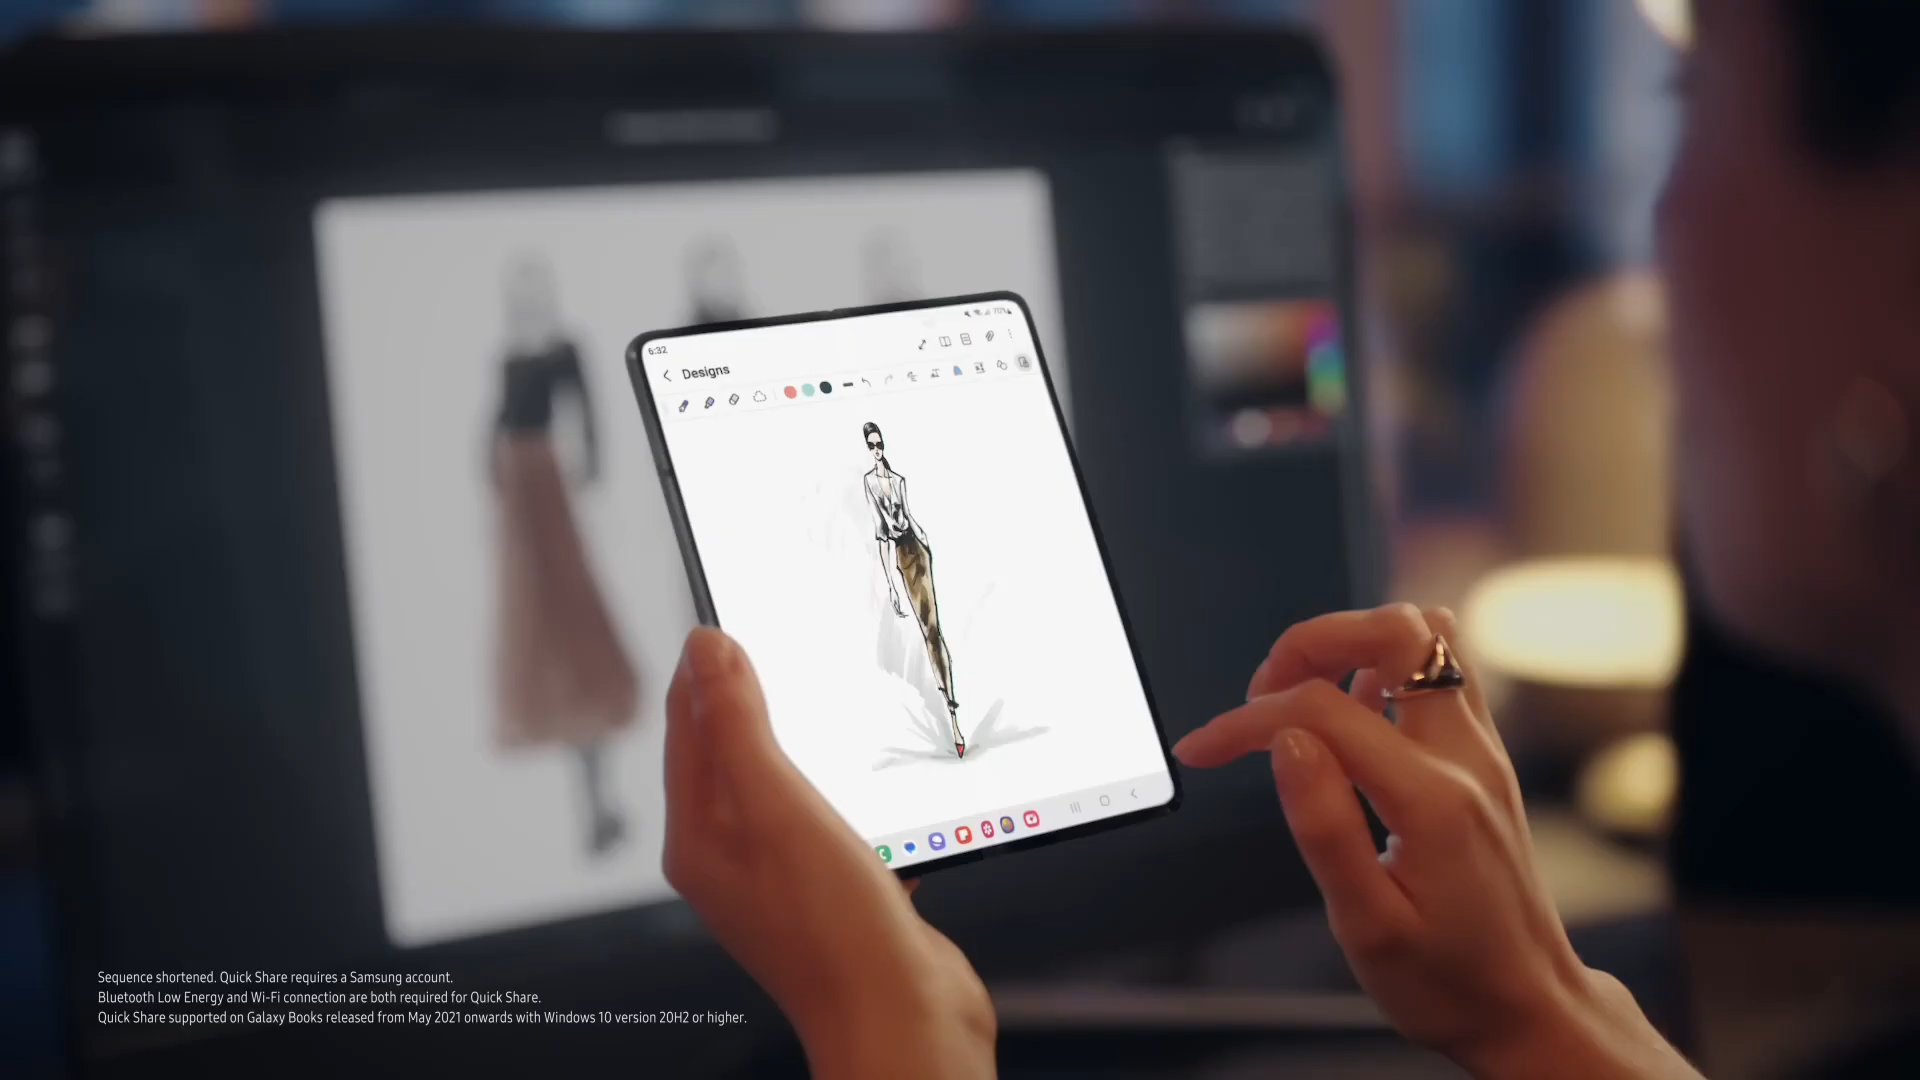 6:32
70%
Designs
Sequence shortened. Quick Share requires a Samsung account.
Bluetooth Low Energy and Wi-Fi connection are both required for Quick Share.
Quick Share supported on Galaxy Books released from May 2021 onwards with Windows 10 version 20H2 or higher.